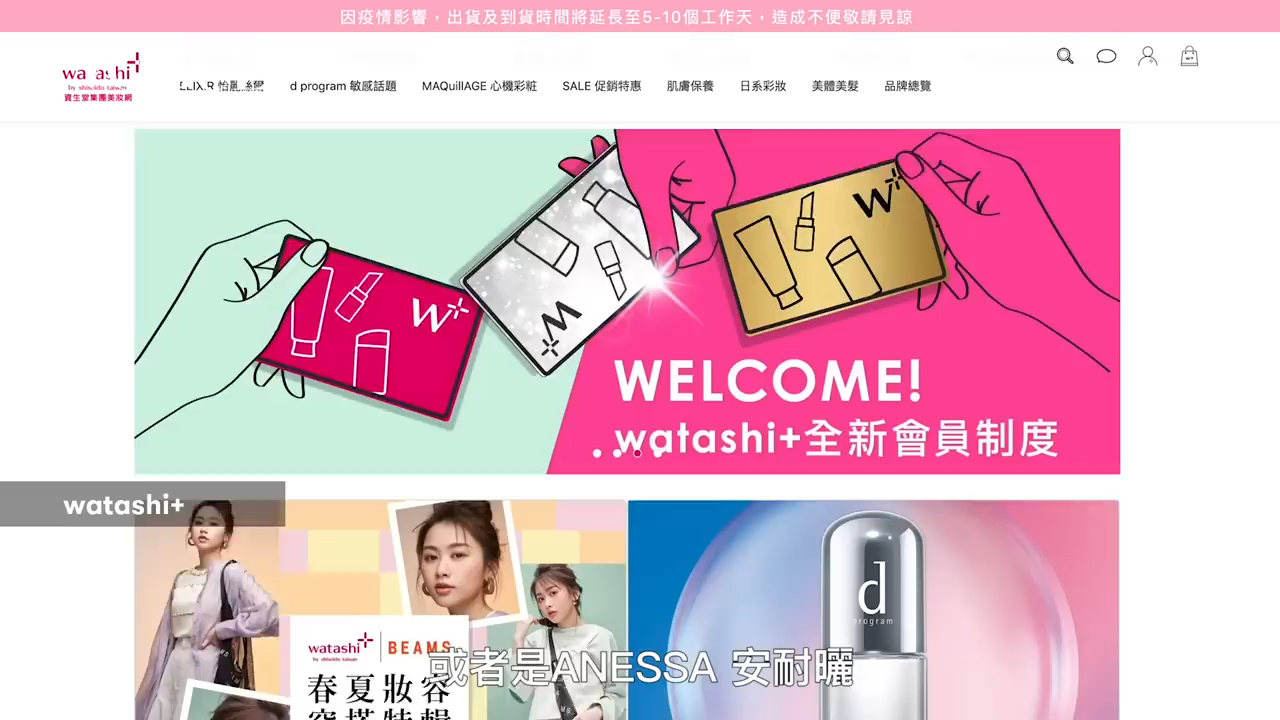 因疫情影響，出貨及到貨時間將延長至5-10個工作天，造成不便敬請見諒
by shiseido taiwan
資生堂集團美妝網
d program 敏感話題
MAQuillAGE 心機彩粧
SALE 促銷特惠
肌膚保養
日系彩妝
美體美髮
品牌總覽
W+
W+
W+
WELCOME!
watashi+全新會員制度
watashi+
watashi+ | BEAMS
by shiseido taiwan
春夏妝容
d
program
或者是ANESSA 安耐曬